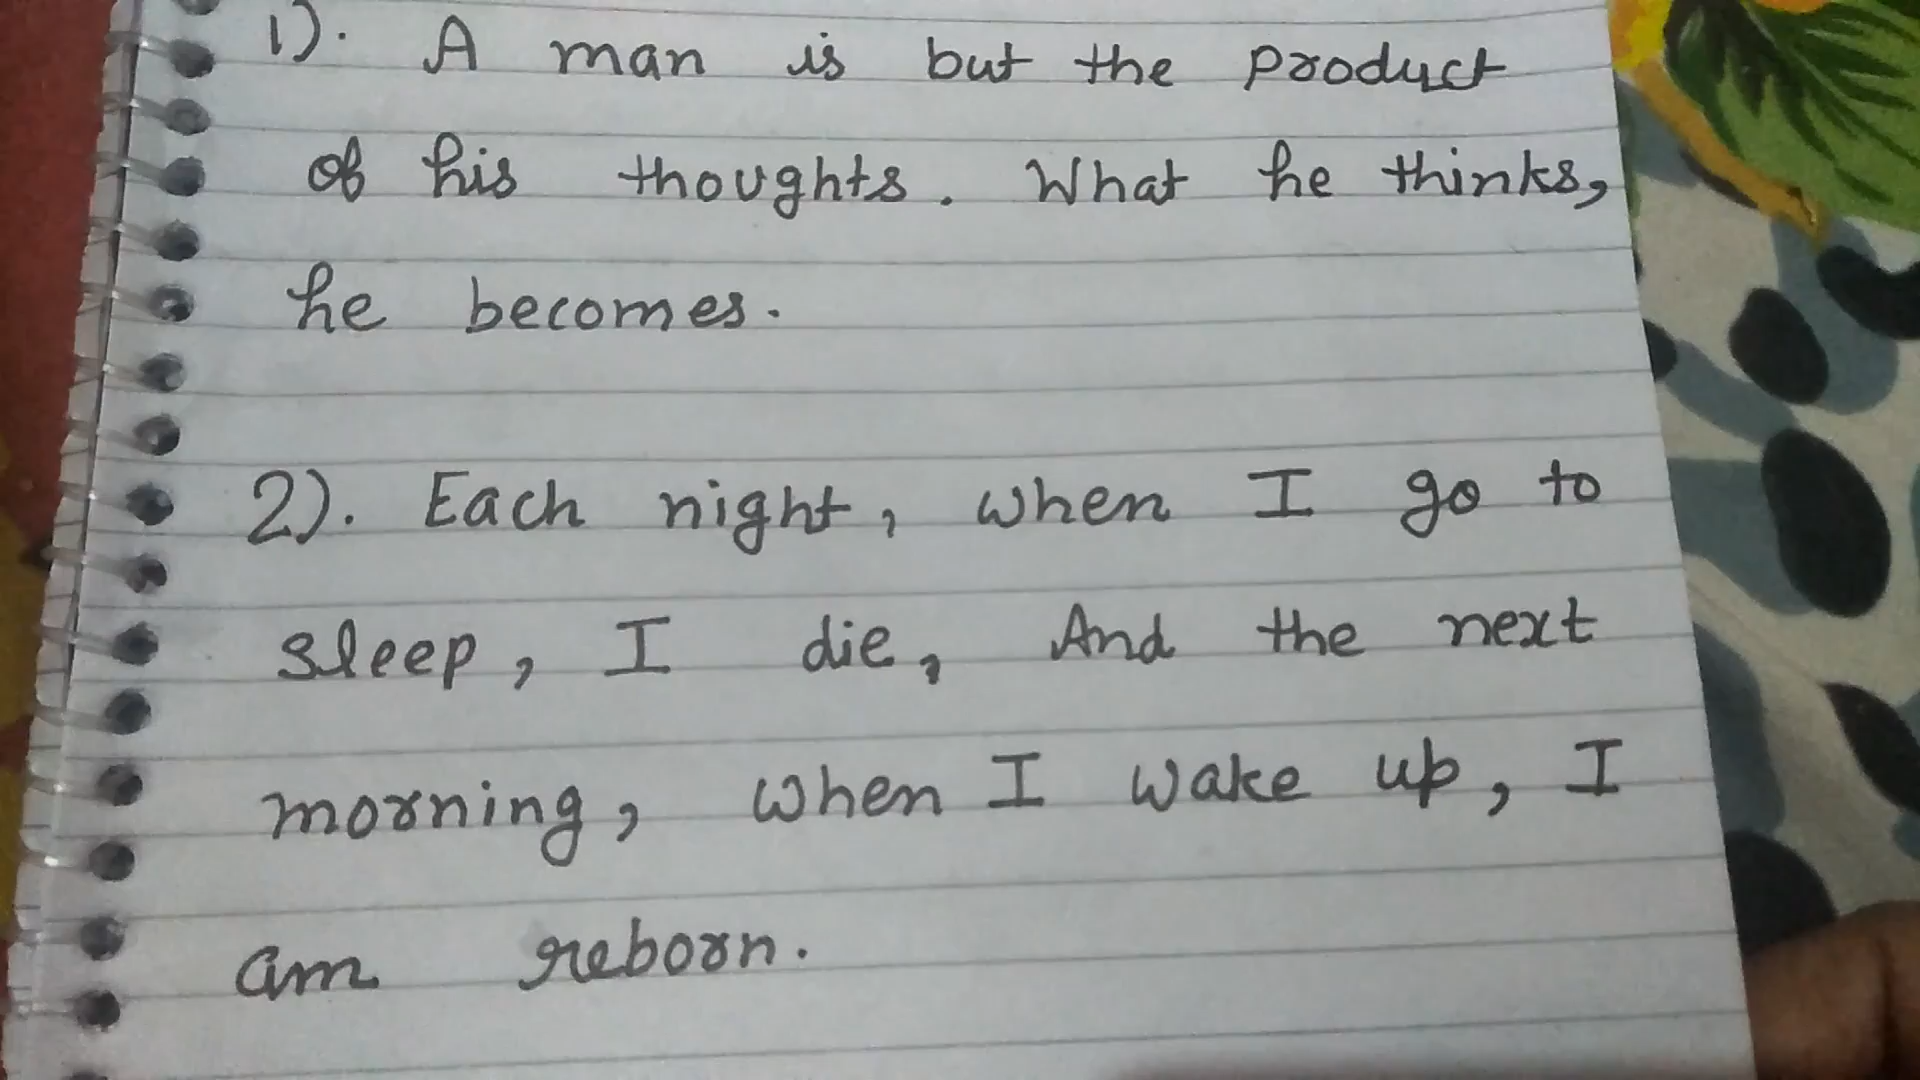 1). A man is but the product
of his thoughts. What he thinks,
he becomes.
2). Each night, when I go to
sleep, I die, And the next
morning, when I wake up, I
am reborn.